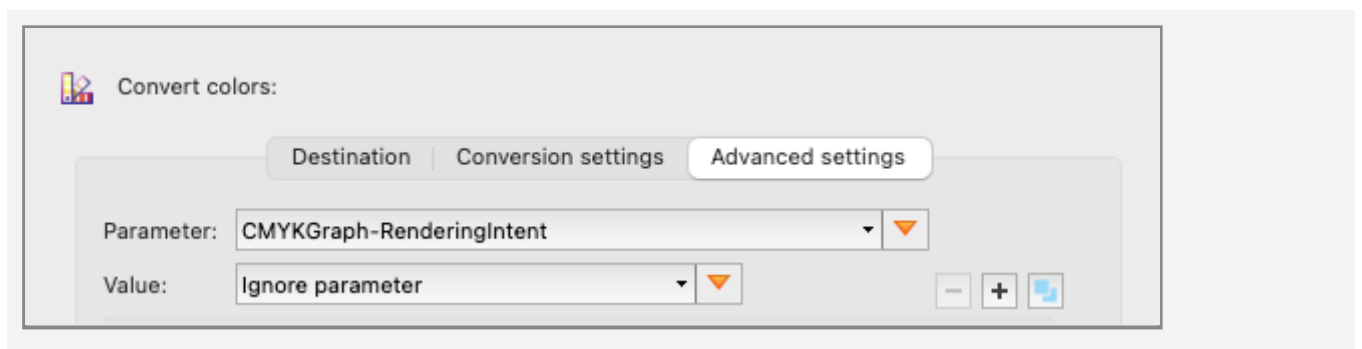 Convert colors:
Destination Conversion settings Advanced settings
Parameter: CMYKGraph-RenderingIntent
Value: Ignore parameter